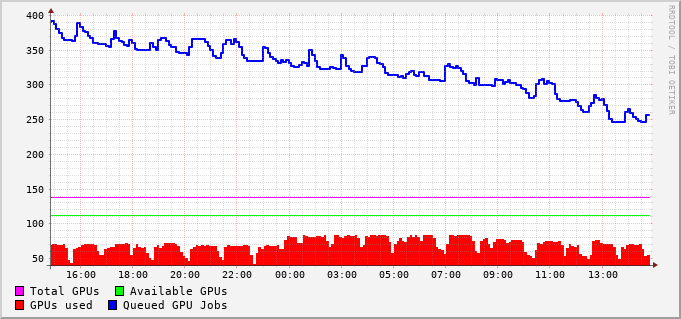 400
350
300
250
200
150
100
50
16:00 18:00 20:00 22:00 00:00 03:00 05:00 07:00 09:00 11:00 13:00
Total GPUs Available GPUs
GPUs used Queued GPU Jobs
RRDTOOL / TOBI OETIKER